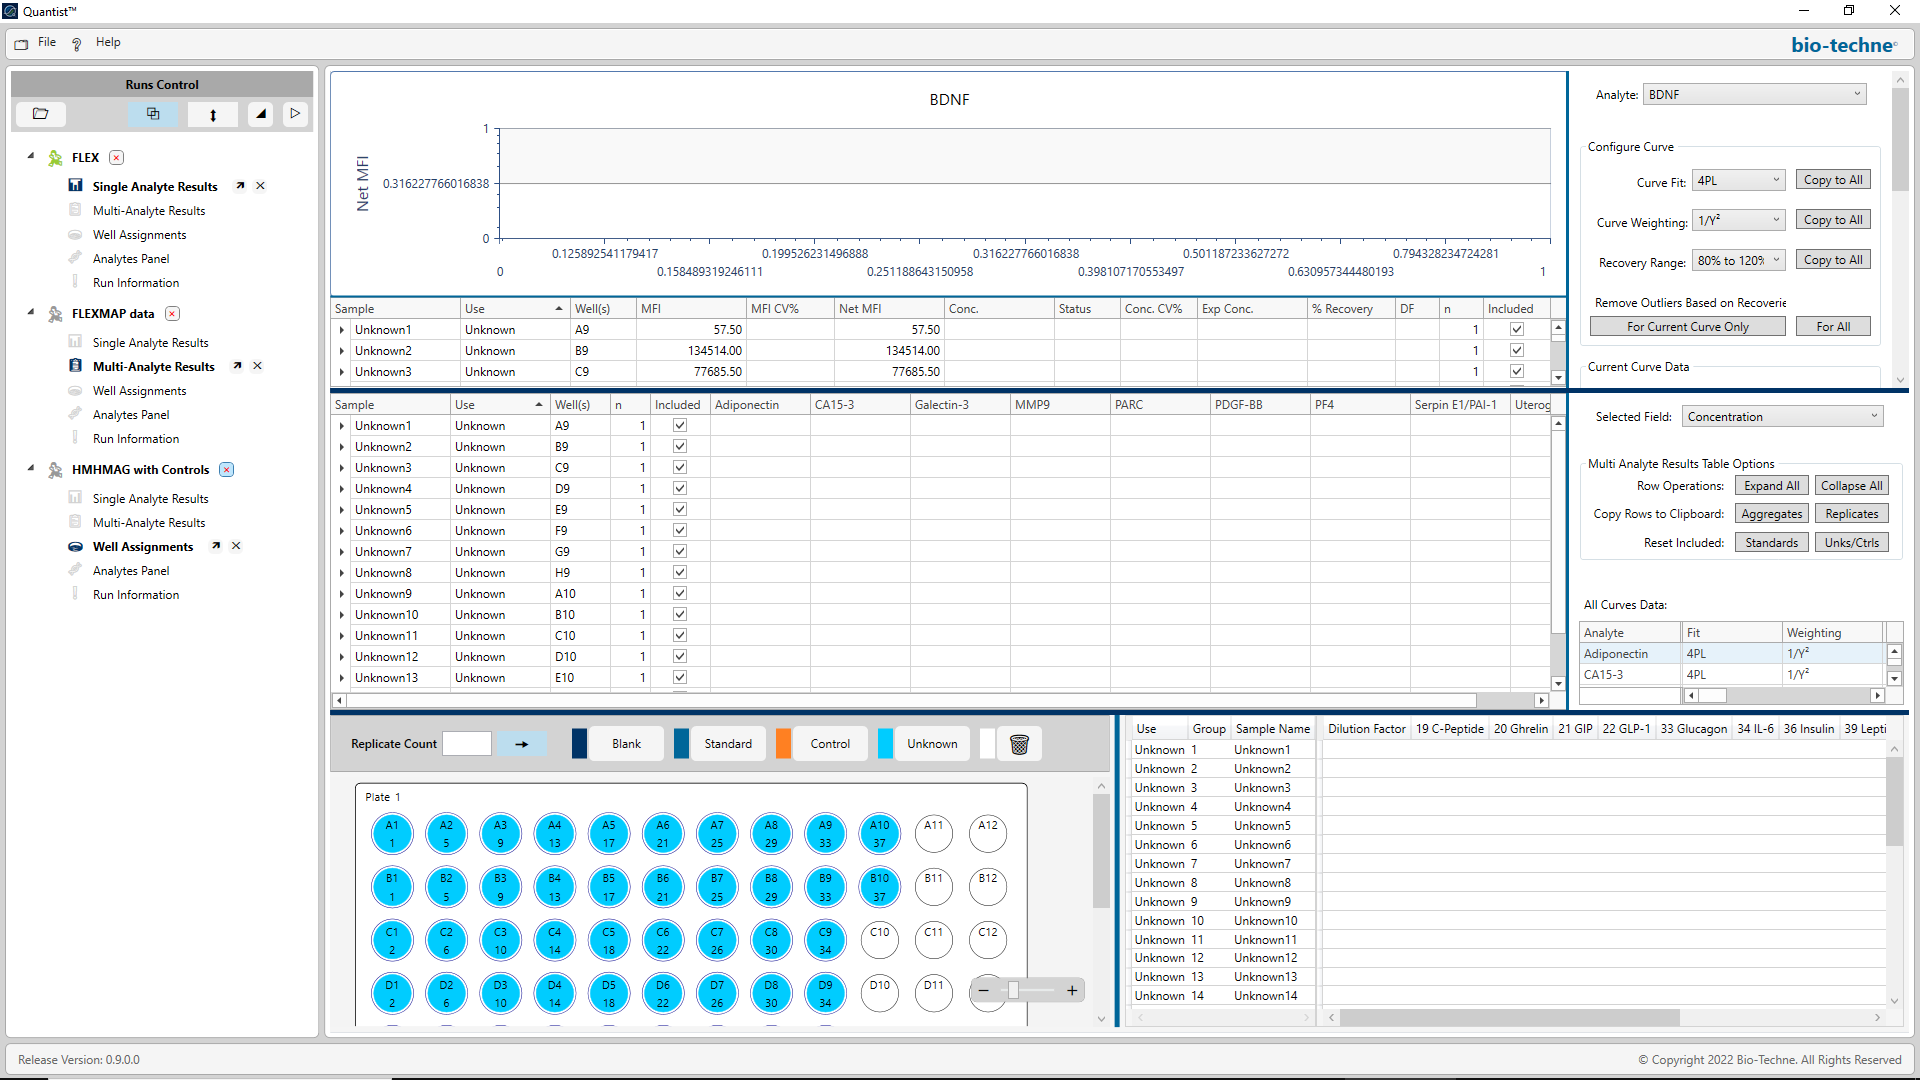 Quantist™
File Help
bio-techne
Runs Control
FLEX
Single Analyte Results
Multi-Analyte Results
Well Assignments
Analytes Panel
Run Information
FLEXMAP data
Single Analyte Results
Multi-Analyte Results
Well Assignments
Analytes Panel
Run Information
HMHMAG with Controls
Single Analyte Results
Multi-Analyte Results
Well Assignments
Analytes Panel
Run Information
BDNF
Net MFI
1
0.316227766016838
0
0.125892541179417 0.199526231496888 0.316227766016838 0.501187233627272 0.794328234724281
0 0.158489319246111 0.251188643150958 0.398107170553497 0.630957344480193 1
Sample Use Well(s) MFI MFI CV% Net MFI Conc. Status Conc. CV% Exp Conc. % Recovery DF n Included
Unknown1 Unknown A9 57.50 57.50 1
Unknown2 Unknown B9 134514.00 134514.00 1
Unknown3 Unknown C9 77685.50 77685.50 1
Analyte: BDNF
Configure Curve
Curve Fit: 4PL Copy to All
Curve Weighting: 1/Y² Copy to All
Recovery Range: 80% to 120% Copy to All
Remove Outliers Based on Recoverie
For Current Curve Only For All
Current Curve Data
Sample Use Well(s) n Included Adiponectin CA15-3 Galectin-3 MMP9 PARC PDGF-BB PF4 Serpin E1/PAI-1 Uterog
Unknown1 Unknown A9 1
Unknown2 Unknown B9 1
Unknown3 Unknown C9 1
Unknown4 Unknown D9 1
Unknown5 Unknown E9 1
Unknown6 Unknown F9 1
Unknown7 Unknown G9 1
Unknown8 Unknown H9 1
Unknown9 Unknown A10 1
Unknown10 Unknown B10 1
Unknown11 Unknown C10 1
Unknown12 Unknown D10 1
Unknown13 Unknown E10 1
Selected Field: Concentration
Multi Analyte Results Table Options
Row Operations: Expand All Collapse All
Copy Rows to Clipboard: Aggregates Replicates
Reset Included: Standards Unks/Ctrls
All Curves Data:
Analyte Fit Weighting
Adiponectin 4PL 1/Y²
CA15-3 4PL 1/Y²
Replicate Count Blank Standard Control Unknown
Plate 1
A1 A2 A3 A4 A5 A6 A7 A8 A9 A10 A11 A12
1 5 9 13 17 21 25 29 33 37
B1 B2 B3 B4 B5 B6 B7 B8 B9 B10 B11 B12
1 5 9 13 17 21 25 29 33 37
C1 C2 C3 C4 C5 C6 C7 C8 C9 C10 C11 C12
2 6 10 14 18 22 26 30 34
D1 D2 D3 D4 D5 D6 D7 D8 D9 D10 D11
2 6 10 14 18 22 26 30 34
Use Group Sample Name Dilution Factor 19 C-Peptide 20 Ghrelin 21 GIP 22 GLP-1 33 Glucagon 34 IL-6 36 Insulin 39 Lepti
Unknown 1 Unknown1
Unknown 2 Unknown2
Unknown 3 Unknown3
Unknown 4 Unknown4
Unknown 5 Unknown5
Unknown 6 Unknown6
Unknown 7 Unknown7
Unknown 8 Unknown8
Unknown 9 Unknown9
Unknown 10 Unknown10
Unknown 11 Unknown11
Unknown 12 Unknown12
Unknown 13 Unknown13
Unknown 14 Unknown14
Release Version: 0.9.0.0
© Copyright 2022 Bio-Techne. All Rights Reserved